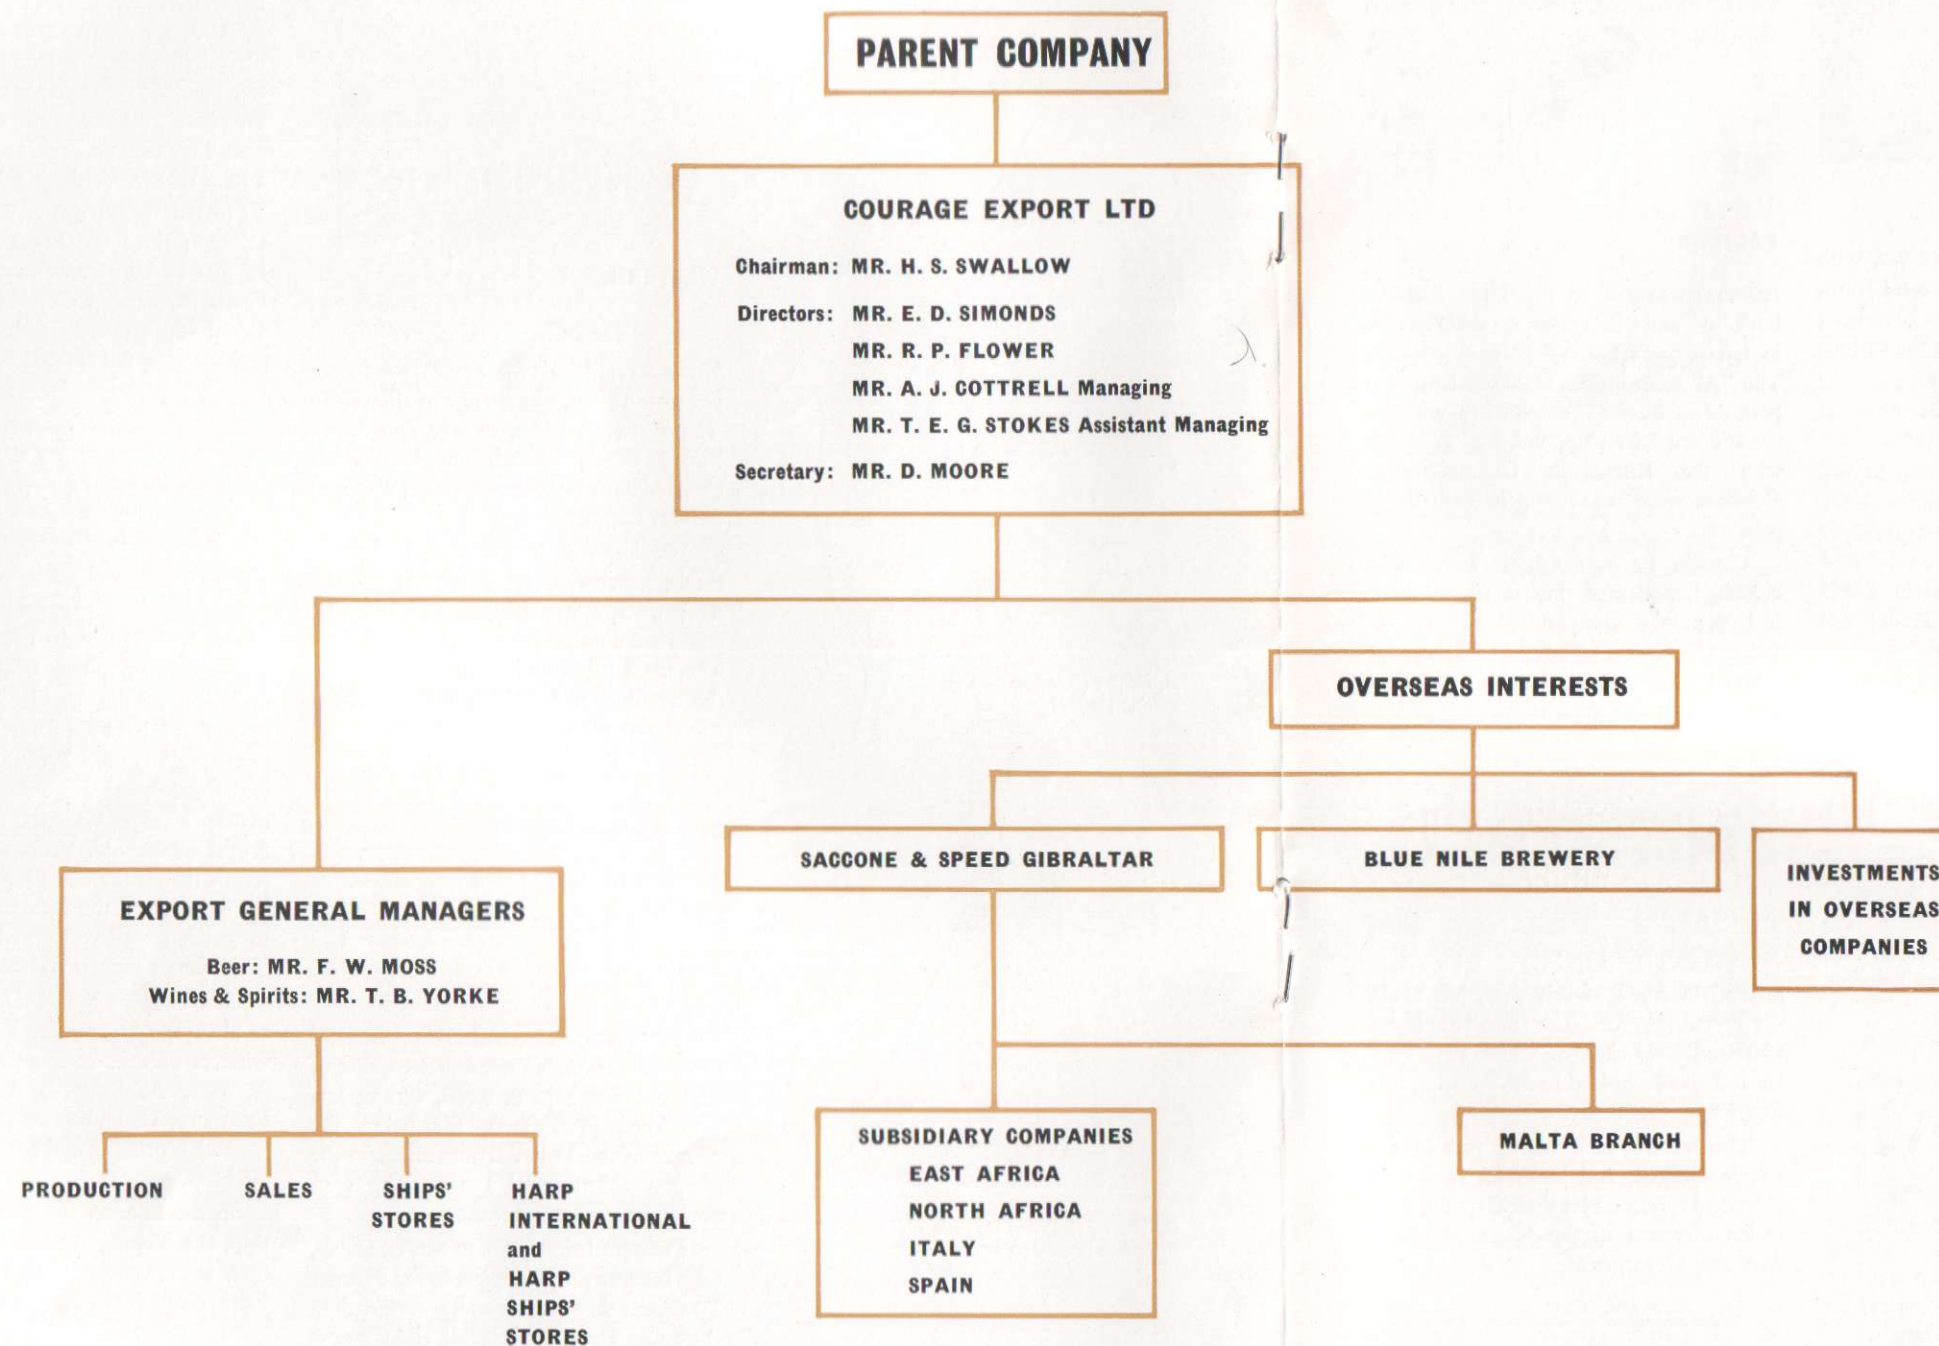 PARENT COMPANY
COURAGE EXPORT LTD
Chairman: MR. H. S. SWALLOW
Directors: MR. E. D. SIMONDS
MR. R. P. FLOWER
MR. A. J. COTTRELL Managing
MR. T. E. G. STOKES Assistant Managing
Secretary: MR. D. MOORE
OVERSEAS INTERESTS
SACCONE & SPEED GIBRALTAR
BLUE NILE BREWERY
INVESTMENTS
IN OVERSEAS
COMPANIES
EXPORT GENERAL MANAGERS
Beer: MR. F. W. MOSS
Wines & Spirits: MR. T. B. YORKE
SUBSIDIARY COMPANIES
EAST AFRICA
NORTH AFRICA
ITALY
SPAIN
MALTA BRANCH
PRODUCTION
SALES
SHIPS'
STORES
HARP
INTERNATIONAL
and
HARP
SHIPS'
STORES